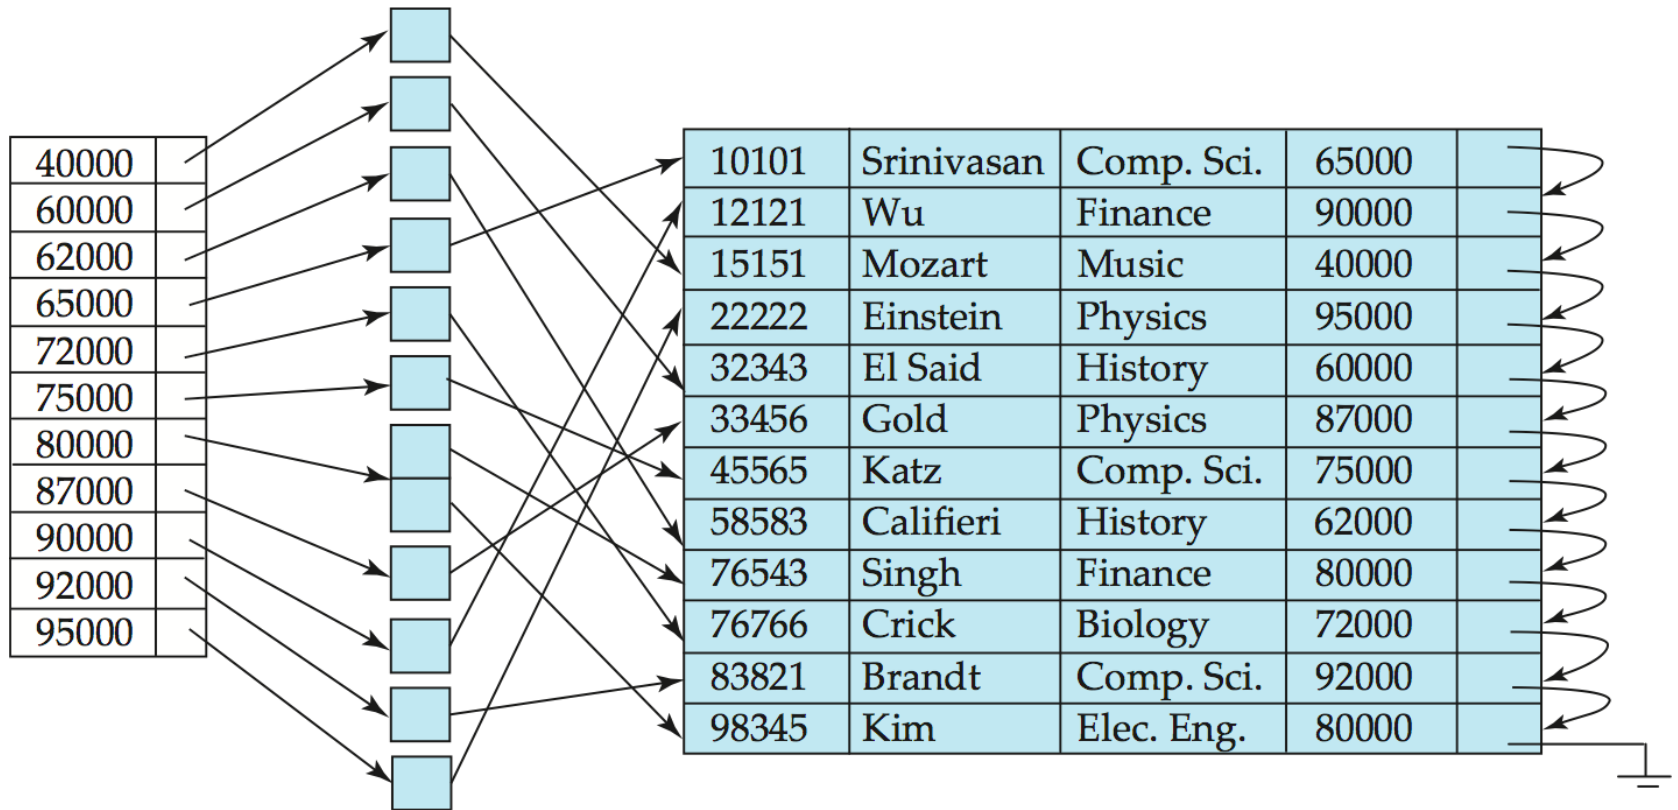 40000
60000
62000
65000
72000
75000
80000
87000
90000
92000
95000
10101 Srinivasan Comp. Sci. 65000
12121 Wu Finance 90000
15151 Mozart Music 40000
22222 Einstein Physics 95000
32343 El Said History 60000
33456 Gold Physics 87000
45565 Katz Comp. Sci. 75000
58583 Califieri History 62000
76543 Singh Finance 80000
76766 Crick Biology 72000
83821 Brandt Comp. Sci. 92000
98345 Kim Elec. Eng. 80000